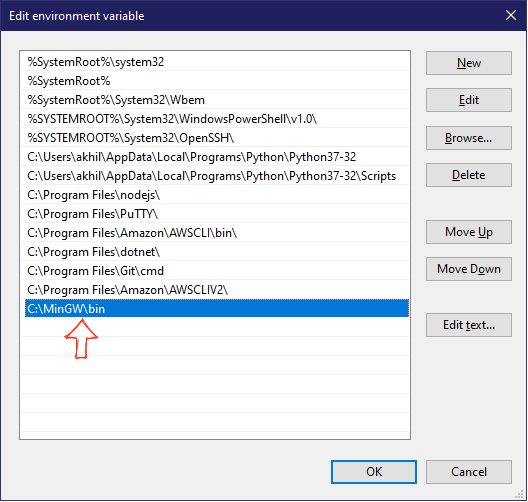 Edit environment variable
%SystemRoot%\system32
%SystemRoot%
%SystemRoot%\System32\Wbem
%SYSTEMROOT%\System32\WindowsPowerShell\v1.0\
%SYSTEMROOT%\System32\OpenSSH\
C:\Users\akhil\AppData\Local\Programs\Python\Python37-32
C:\Users\akhil\AppData\Local\Programs\Python\Python37-32\Scripts
C:\Program Files\nodejs\
C:\Program Files\PuTTY\
C:\Program Files\Amazon\AWSCLI\bin\
C:\Program Files\dotnet\
C:\Program Files\Git\cmd
C:\Program Files\Amazon\AWSCLIV2\
C:\MinGW\bin
New
Edit
Browse...
Delete
Move Up
Move Down
Edit text...
OK
Cancel